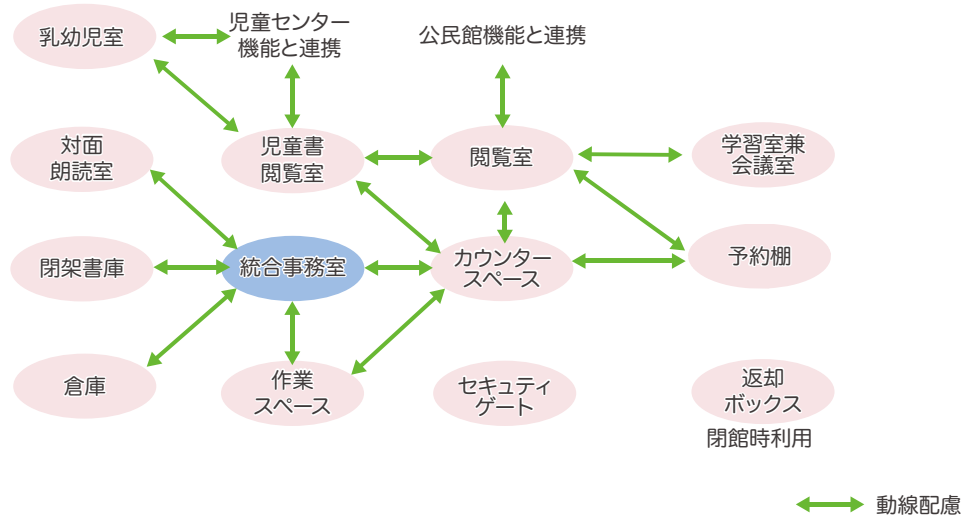 乳幼児室
児童センター
機能と連携
公民館機能と連携
対面
朗読室
児童書
閲覧室
閲覧室
学習室兼
会議室
閉架書庫
統合事務室
カウンター
スペース
予約棚
倉庫
作業
スペース
セキュティ
ゲート
返却
ボックス
閉館時利用
動線配慮